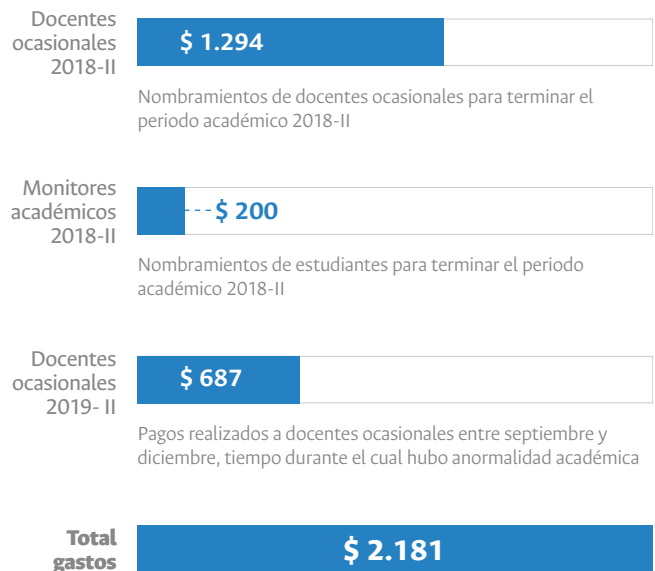 Docentes
ocasionales
2018-II
$ 1.294
Nombramientos de docentes ocasionales para terminar el
periodo académico 2018-II
Monitores
académicos
2018-II
$ 200
Nombramientos de estudiantes para terminar el periodo
académico 2018-II
Docentes
ocasionales
2019- II
$ 687
Pagos realizados a docentes ocasionales entre septiembre y
diciembre, tiempo durante el cual hubo anormalidad académica
Total
gastos
$ 2.181